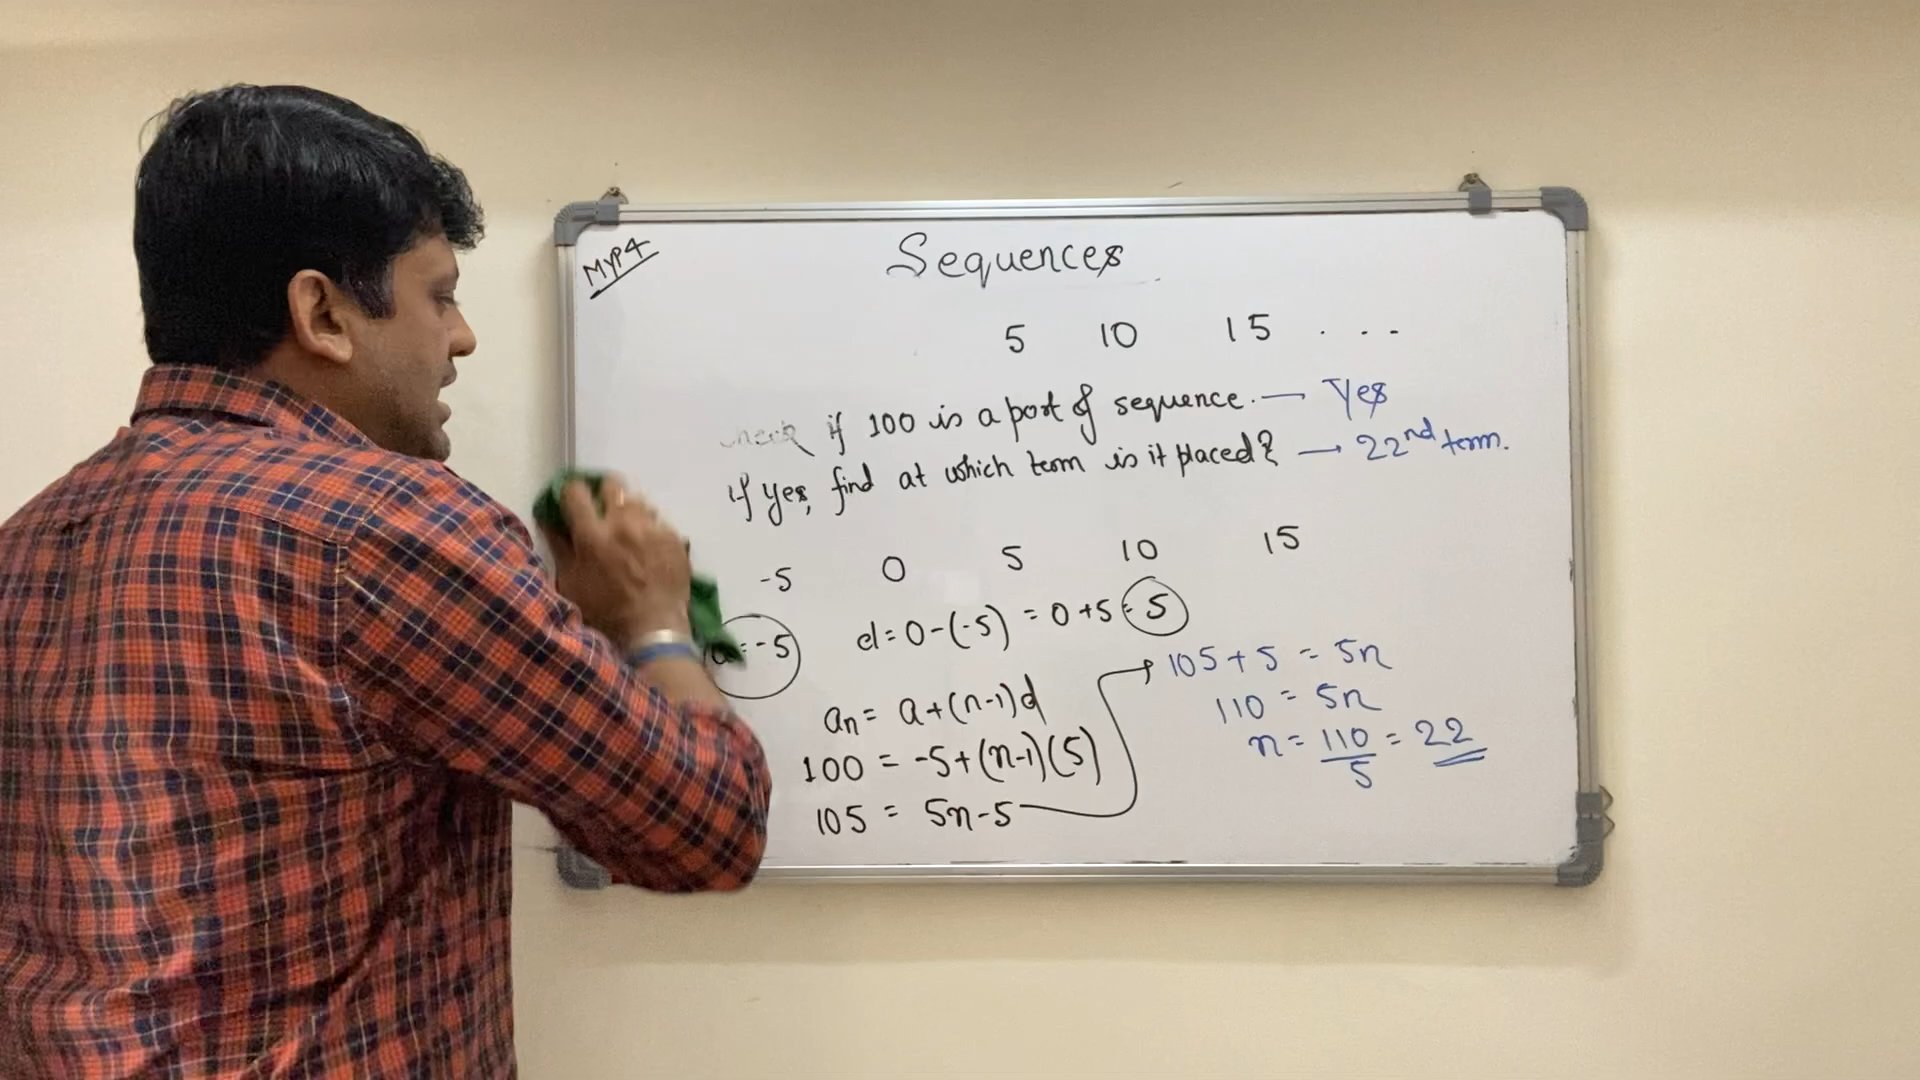 MYP4
Sequences
5 10 15 . . .
if 100 is a part of sequence. → Yes
if yes, find at which term is it placed? → 22nd term.
-5 0 5 10 15
a = -5 d = 0-(-5) = 0+5 = 5
an = a+(n-1)d
100 = -5+(n-1)(5)
105 = 5n-5
105+5 = 5n
110 = 5n
n = 110/5 = 22